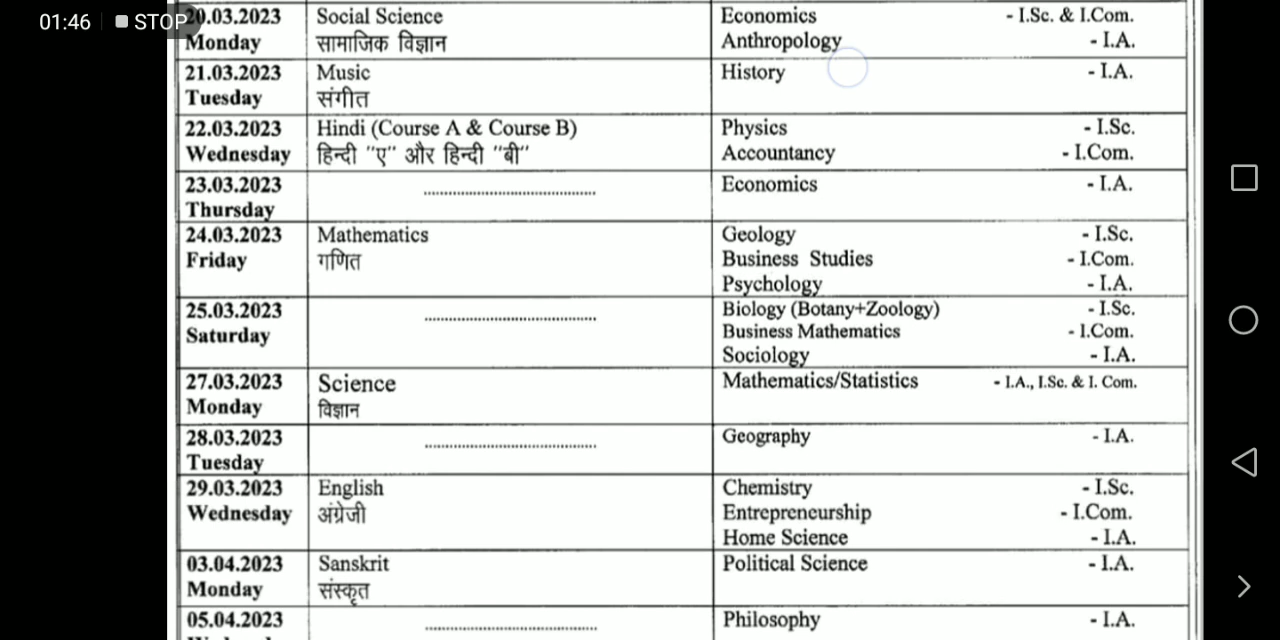 01:46
STOP
20.03.2023 Social Science Economics - I.Sc. & I.Com.
Monday सामाजिक विज्ञान Anthropology - I.A.
21.03.2023 Music History - I.A.
Tuesday संगीत
22.03.2023 Hindi (Course A & Course B) Physics - I.Sc.
Wednesday हिन्दी "ए" और हिन्दी "बी" Accountancy - I.Com.
23.03.2023 ........................................... Economics - I.A.
Thursday
24.03.2023 Mathematics Geology - I.Sc.
Friday गणित Business Studies - I.Com.
Psychology - I.A.
25.03.2023 ........................................... Biology (Botany+Zoology) - I.Sc.
Saturday Business Mathematics - I.Com.
Sociology - I.A.
27.03.2023 Science Mathematics/Statistics - I.A., I.Sc. & I. Com.
Monday विज्ञान
28.03.2023 ........................................... Geography - I.A.
Tuesday
29.03.2023 English Chemistry - I.Sc.
Wednesday अंग्रेजी Entrepreneurship - I.Com.
Home Science - I.A.
03.04.2023 Sanskrit Political Science - I.A.
Monday संस्कृत
05.04.2023 ........................................... Philosophy - I.A.